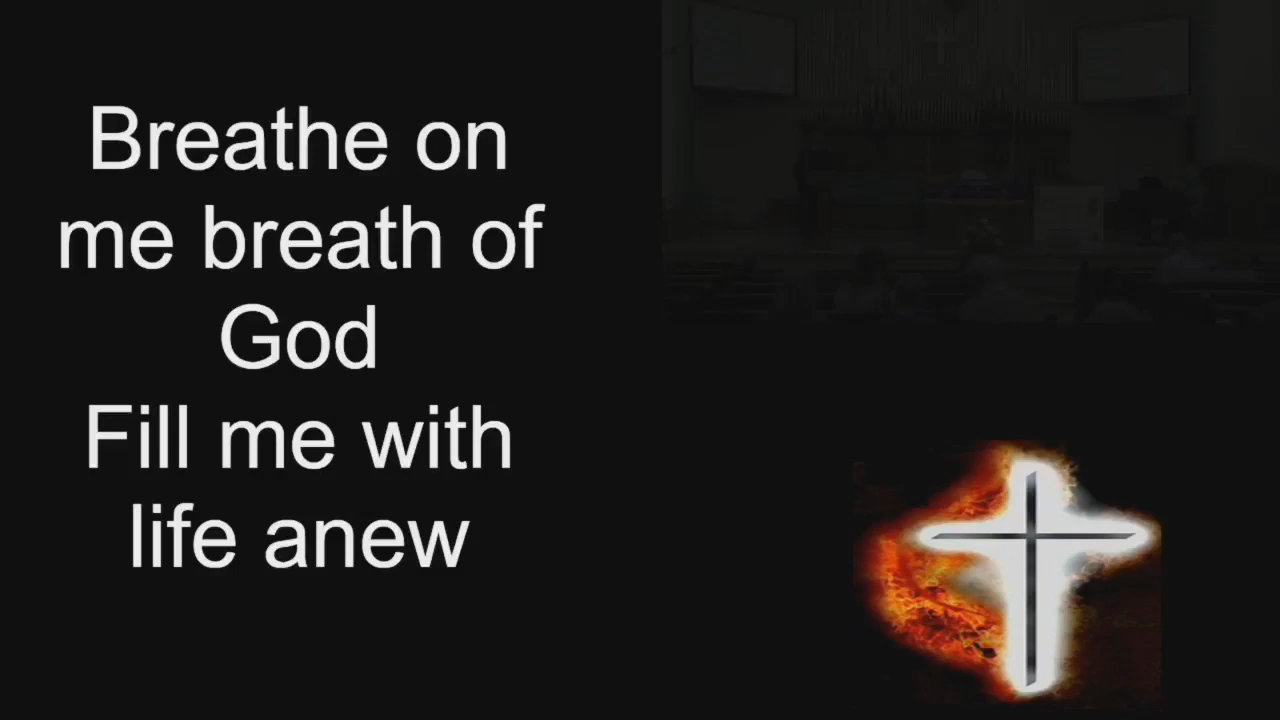 Breathe on
me breath of
God
Fill me with
life anew